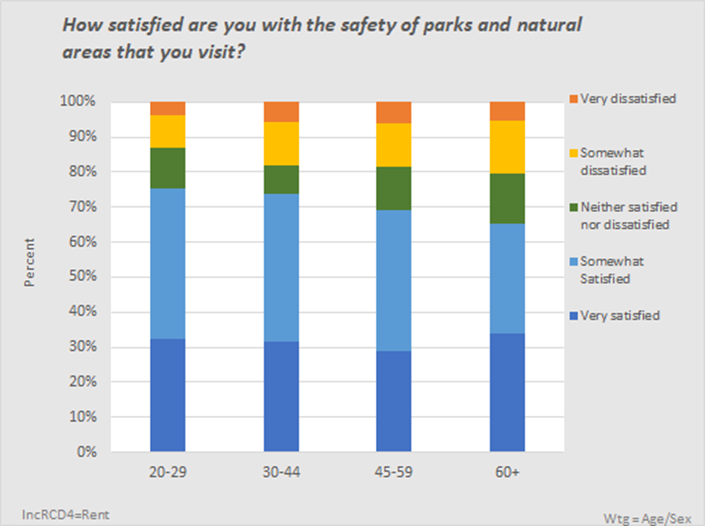 How satisfied are you with the safety of parks and natural
areas that you visit?
100%
90%
80%
70%
60%
50%
40%
30%
20%
10%
0%
Percent
20-29
30-44
45-59
60+
Very dissatisfied
Somewhat
dissatisfied
Neither satisfied
nor dissatisfied
Somewhat
Satisfied
Very satisfied
IncRCD4=Rent
Wtg = Age/Sex